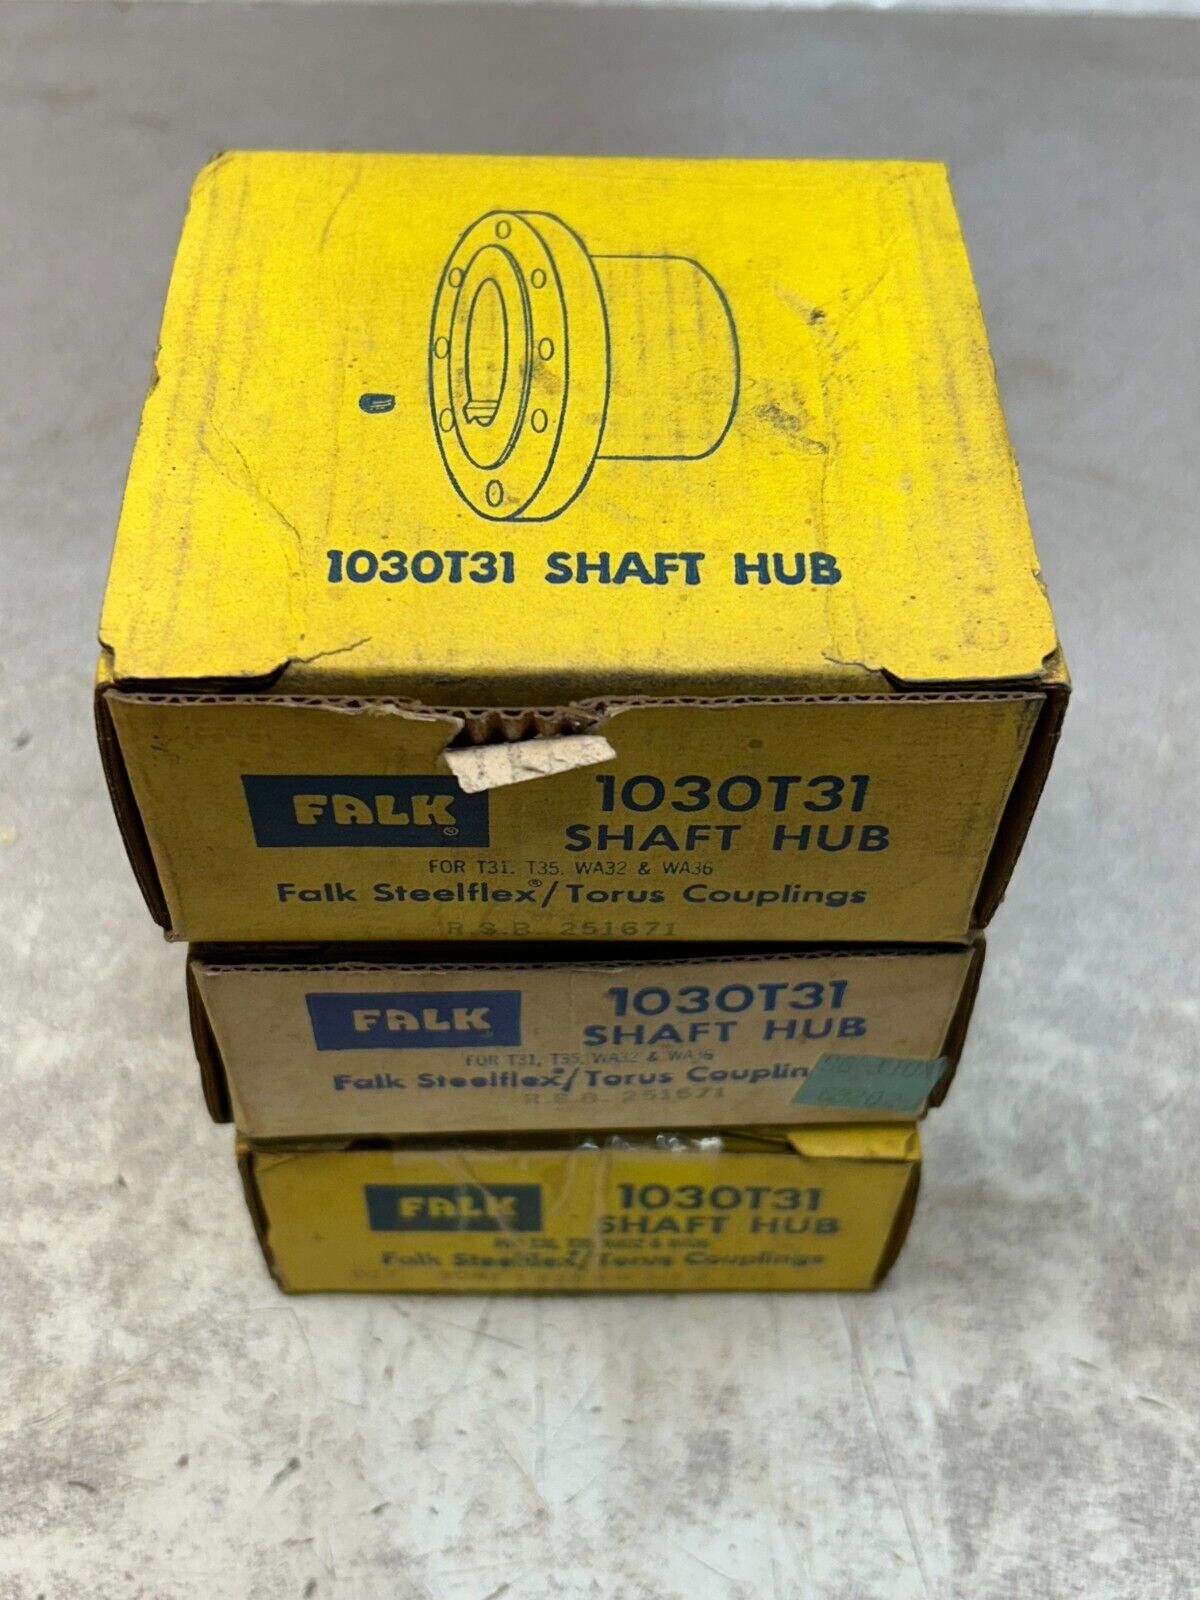 1030T31 SHAFT HUB
FALK®
1030T31
SHAFT HUB
FOR T31, T35, WA32 & WA36
Falk Steelflex®/Torus Couplings
R.S.B. 251671
FALK
1030T31
SHAFT HUB
FOR T31, T35, WA32 & WA36
Falk Steelflex®/Torus Couplin
R.S.B. 251671
FALK
1030T31
SHAFT HUB
Falk Steelflex®/Torus Couplings